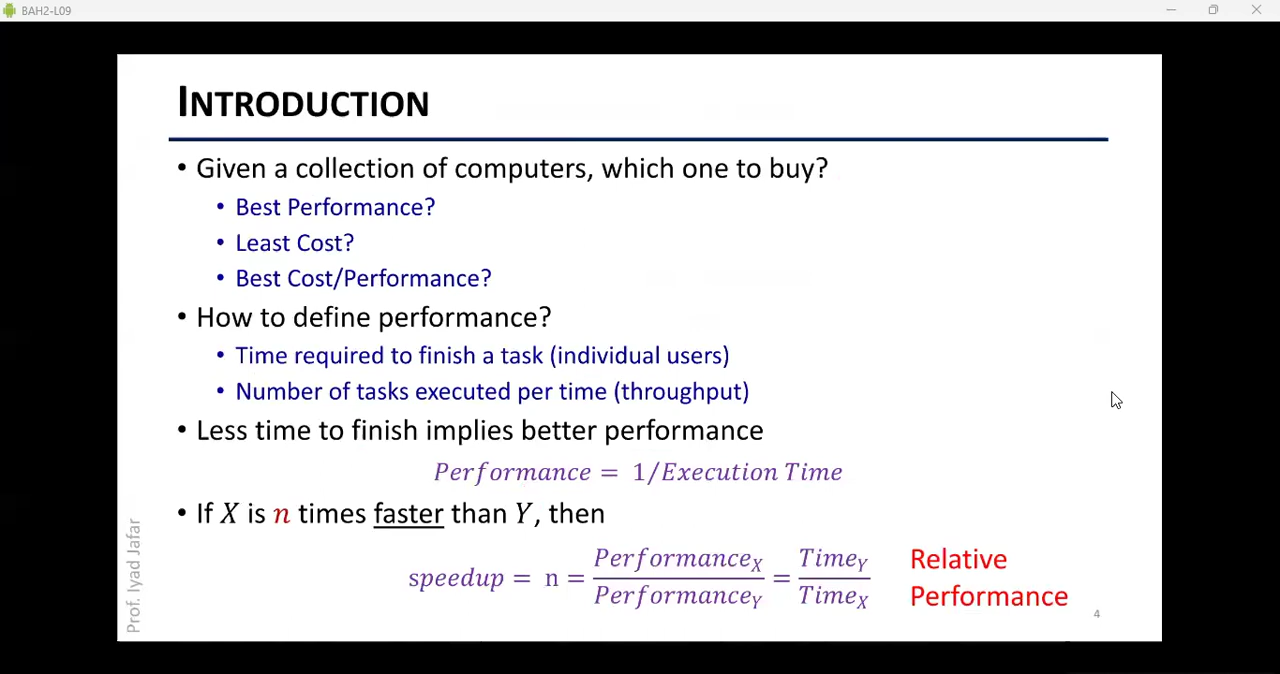 BAH2-L09
INTRODUCTION
• Given a collection of computers, which one to buy?
• Best Performance?
• Least Cost?
• Best Cost/Performance?
• How to define performance?
• Time required to finish a task (individual users)
• Number of tasks executed per time (throughput)
• Less time to finish implies better performance
Performance = 1/Execution Time
• If X is n times faster than Y, then
speedup = n = Performance_X / Performance_Y = Time_Y / Time_X
Relative
Performance
Prof. Iyad Jafar
4